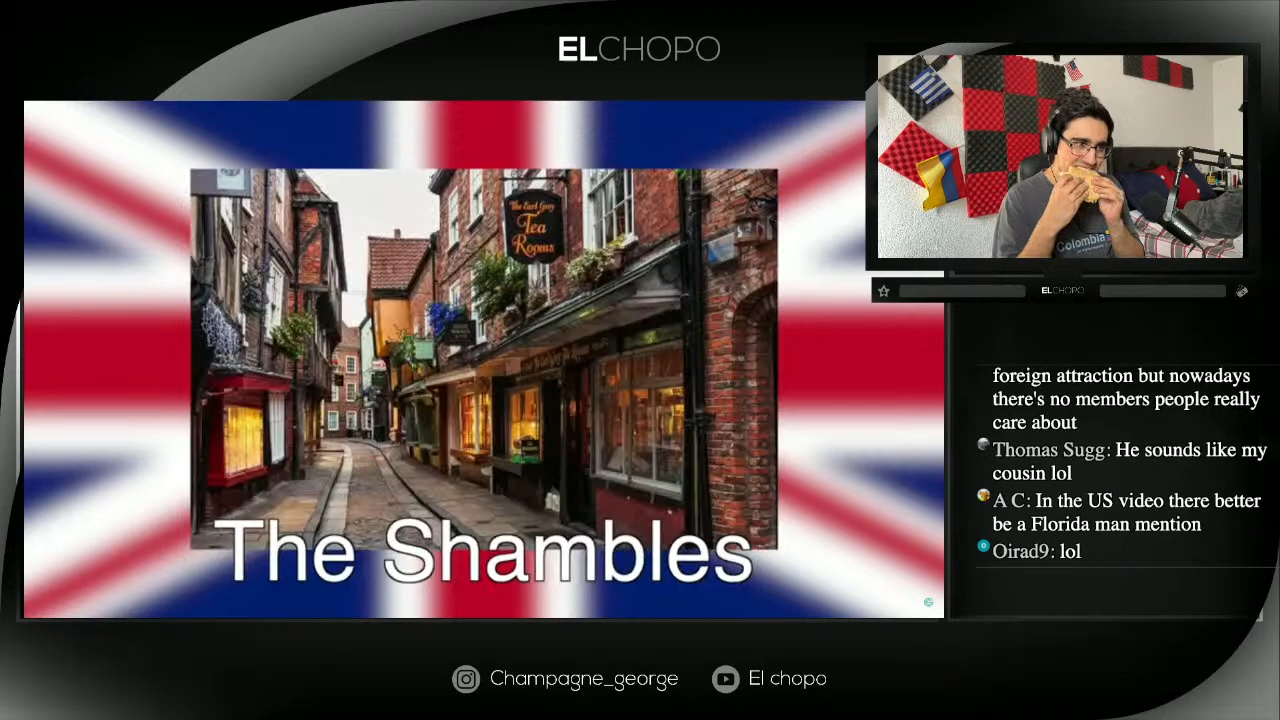 ELCHOPO
The Earl Grey
Tea
Rooms
Colombia
ELCHOPO
The Shambles
foreign attraction but nowadays
there's no members people really
care about
Thomas Sugg: He sounds like my
cousin lol
A C: In the US video there better
be a Florida man mention
Oirad9: lol
Champagne_george
El chopo